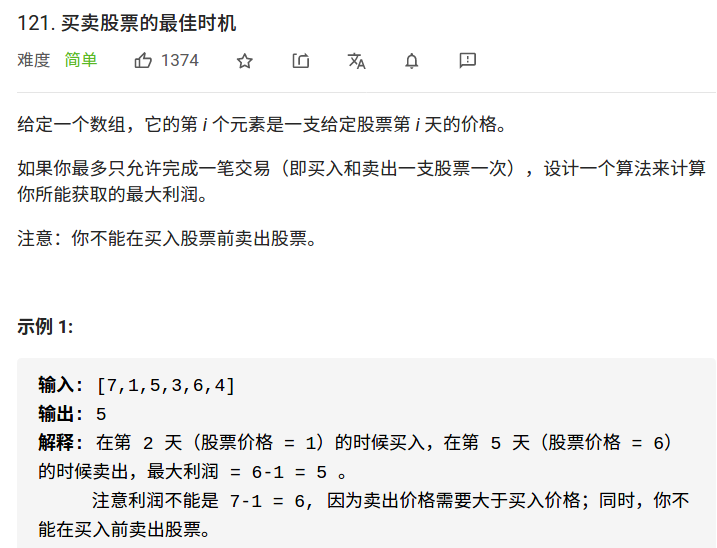 121. 买卖股票的最佳时机
难度 简单 1374
给定一个数组，它的第 i 个元素是一支给定股票第 i 天的价格。
如果你最多只允许完成一笔交易（即买入和卖出一支股票一次），设计一个算法来计算
你所能获取的最大利润。
注意：你不能在买入股票前卖出股票。
示例 1:
输入: [7,1,5,3,6,4]
输出: 5
解释: 在第 2 天（股票价格 = 1）的时候买入，在第 5 天（股票价格 = 6）
的时候卖出，最大利润 = 6-1 = 5 。
注意利润不能是 7-1 = 6, 因为卖出价格需要大于买入价格；同时，你不
能在买入前卖出股票。